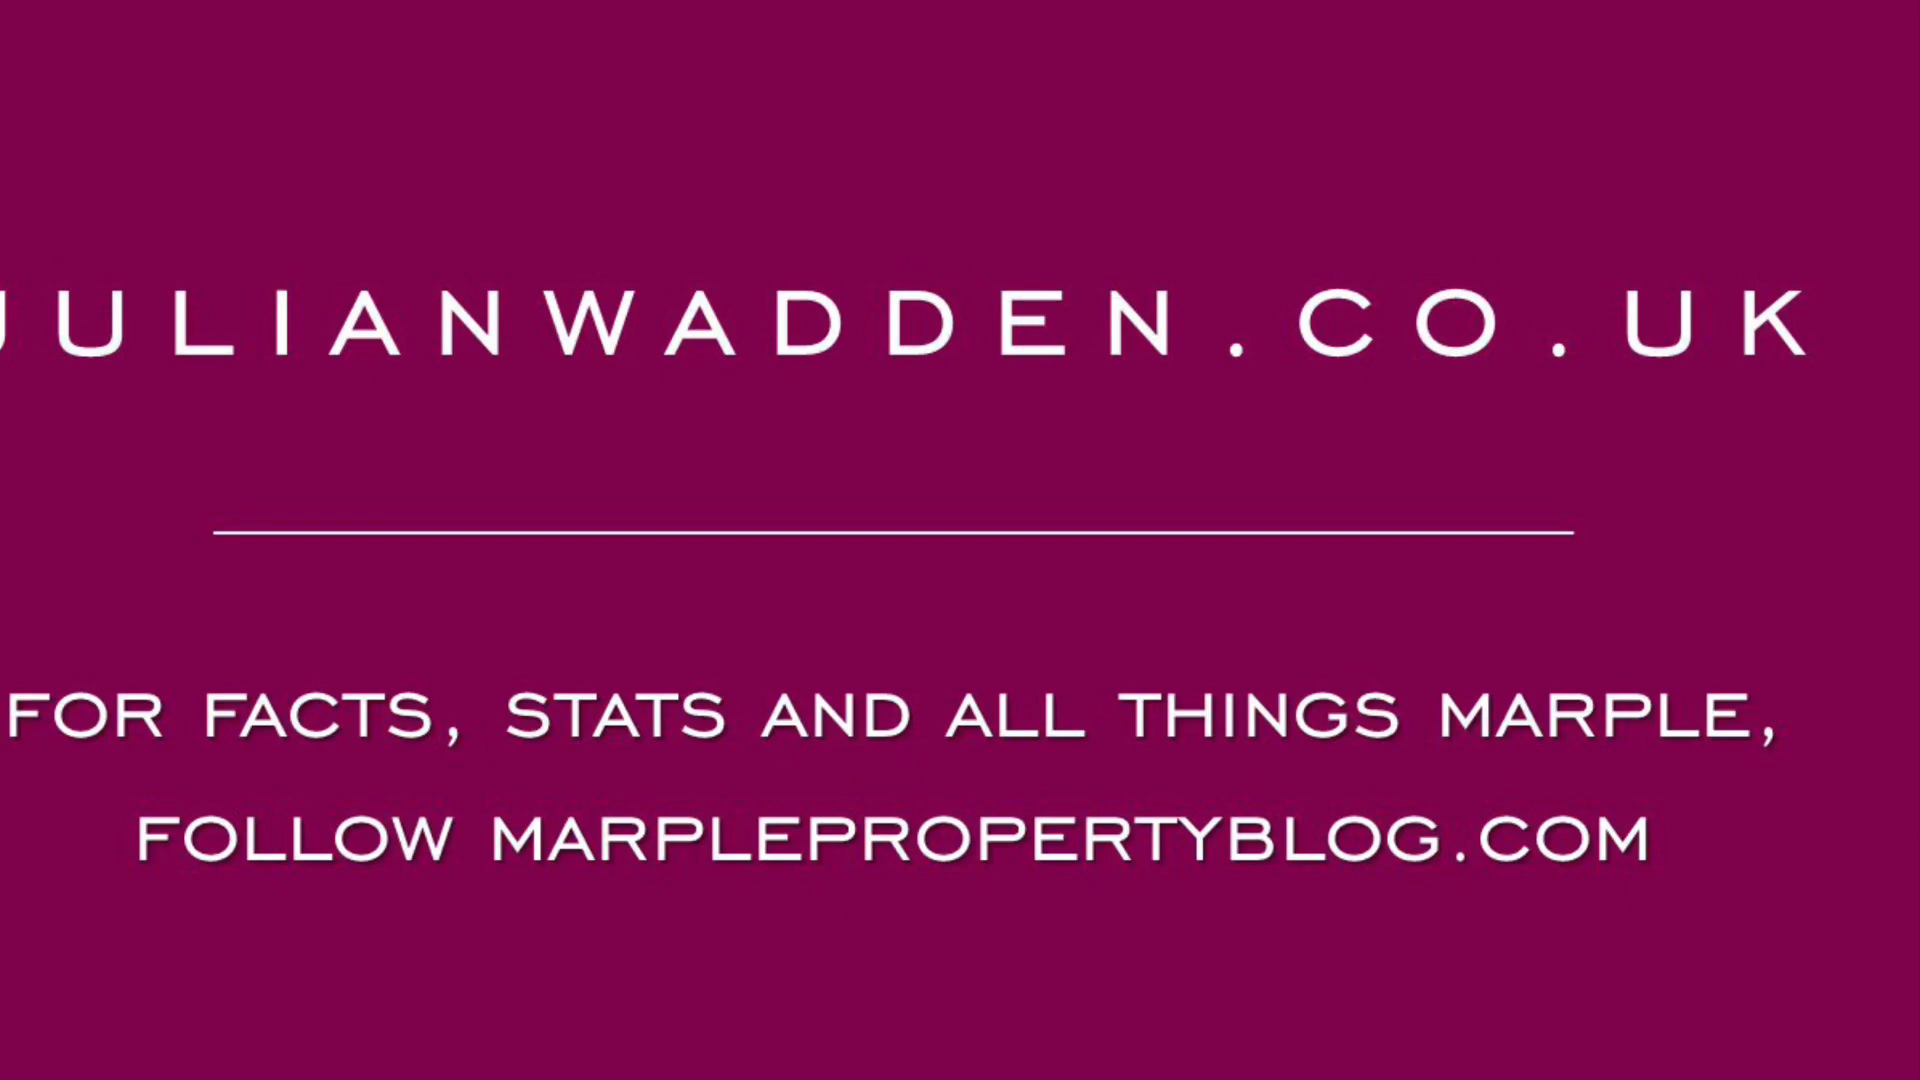 JULIANWADDEN.CO.UK
FOR FACTS, STATS AND ALL THINGS MARPLE,
FOLLOW MARPLEPROPERTYBLOG.COM